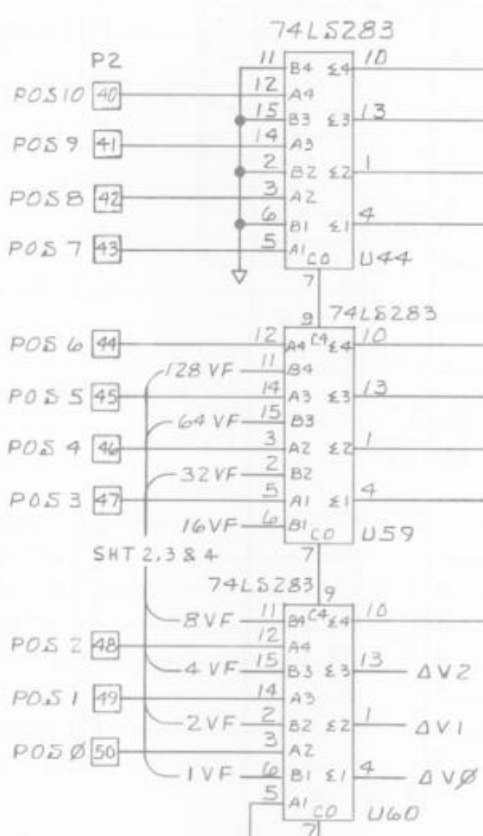 74LS283
P2
11 B4 Σ4 10
POS10 40 12 A4
15 B3 Σ3 13
POS 9 41 14 A3
2 B2 Σ2 1
POS 8 42 3 A2
6 B1 Σ1 4
POS 7 43 5 A1
C0 U44
7
9 74LS283
POS 6 44 12 A4 C4 Σ4 10
128 VF 11 B4
POS 5 45 14 A3 Σ3 13
64 VF 15 B3
POS 4 46 3 A2 Σ2 1
32 VF 2 B2
POS 3 47 5 A1 Σ1 4
16 VF 6 B1
C0 U59
7
SHT 2,3 & 4
74LS283 9
8 VF 11 B4 C4 Σ4 10
POS 2 48 12 A4
4 VF 15 B3 Σ3 13 ΔV2
POS 1 49 14 A3
2 VF 2 B2 Σ2 1 ΔV1
POS Ø 50 3 A2
1 VF 6 B1 Σ1 4 ΔVØ
5 A1
C0 U60
7